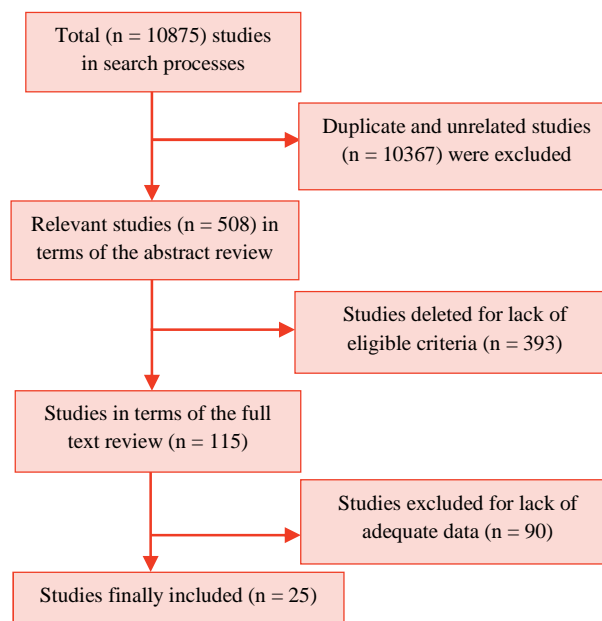 Total (n = 10875) studies
in search processes
Duplicate and unrelated studies
(n = 10367) were excluded
Relevant studies (n = 508) in
terms of the abstract review
Studies deleted for lack of
eligible criteria (n = 393)
Studies in terms of the full
text review (n = 115)
Studies excluded for lack of
adequate data (n = 90)
Studies finally included (n = 25)